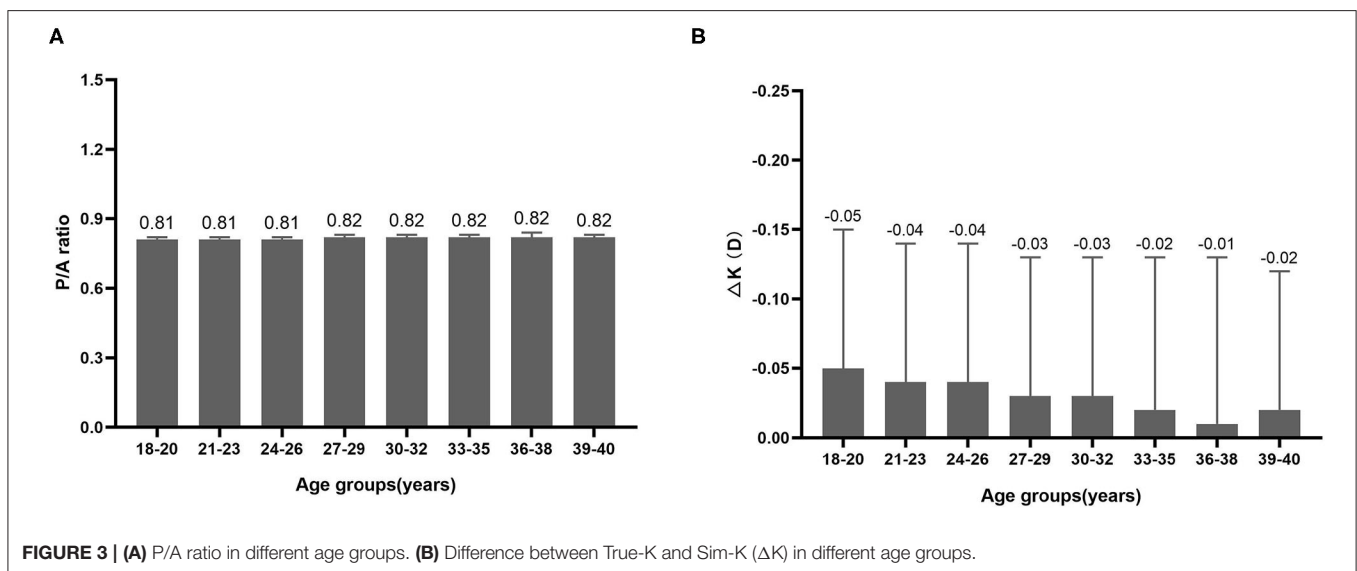 A
1.5
1.2
0.9
0.6
0.3
0.0
P/A ratio
0.81 0.81 0.81 0.82 0.82 0.82 0.82 0.82
18-20 21-23 24-26 27-29 30-32 33-35 36-38 39-40
Age groups(years)
B
-0.25
-0.20
-0.15
-0.10
-0.05
0.00
△K (D)
-0.05 -0.04 -0.04 -0.03 -0.03 -0.02 -0.01 -0.02
18-20 21-23 24-26 27-29 30-32 33-35 36-38 39-40
Age groups(years)
FIGURE 3 | (A) P/A ratio in different age groups. (B) Difference between True-K and Sim-K (ΔK) in different age groups.